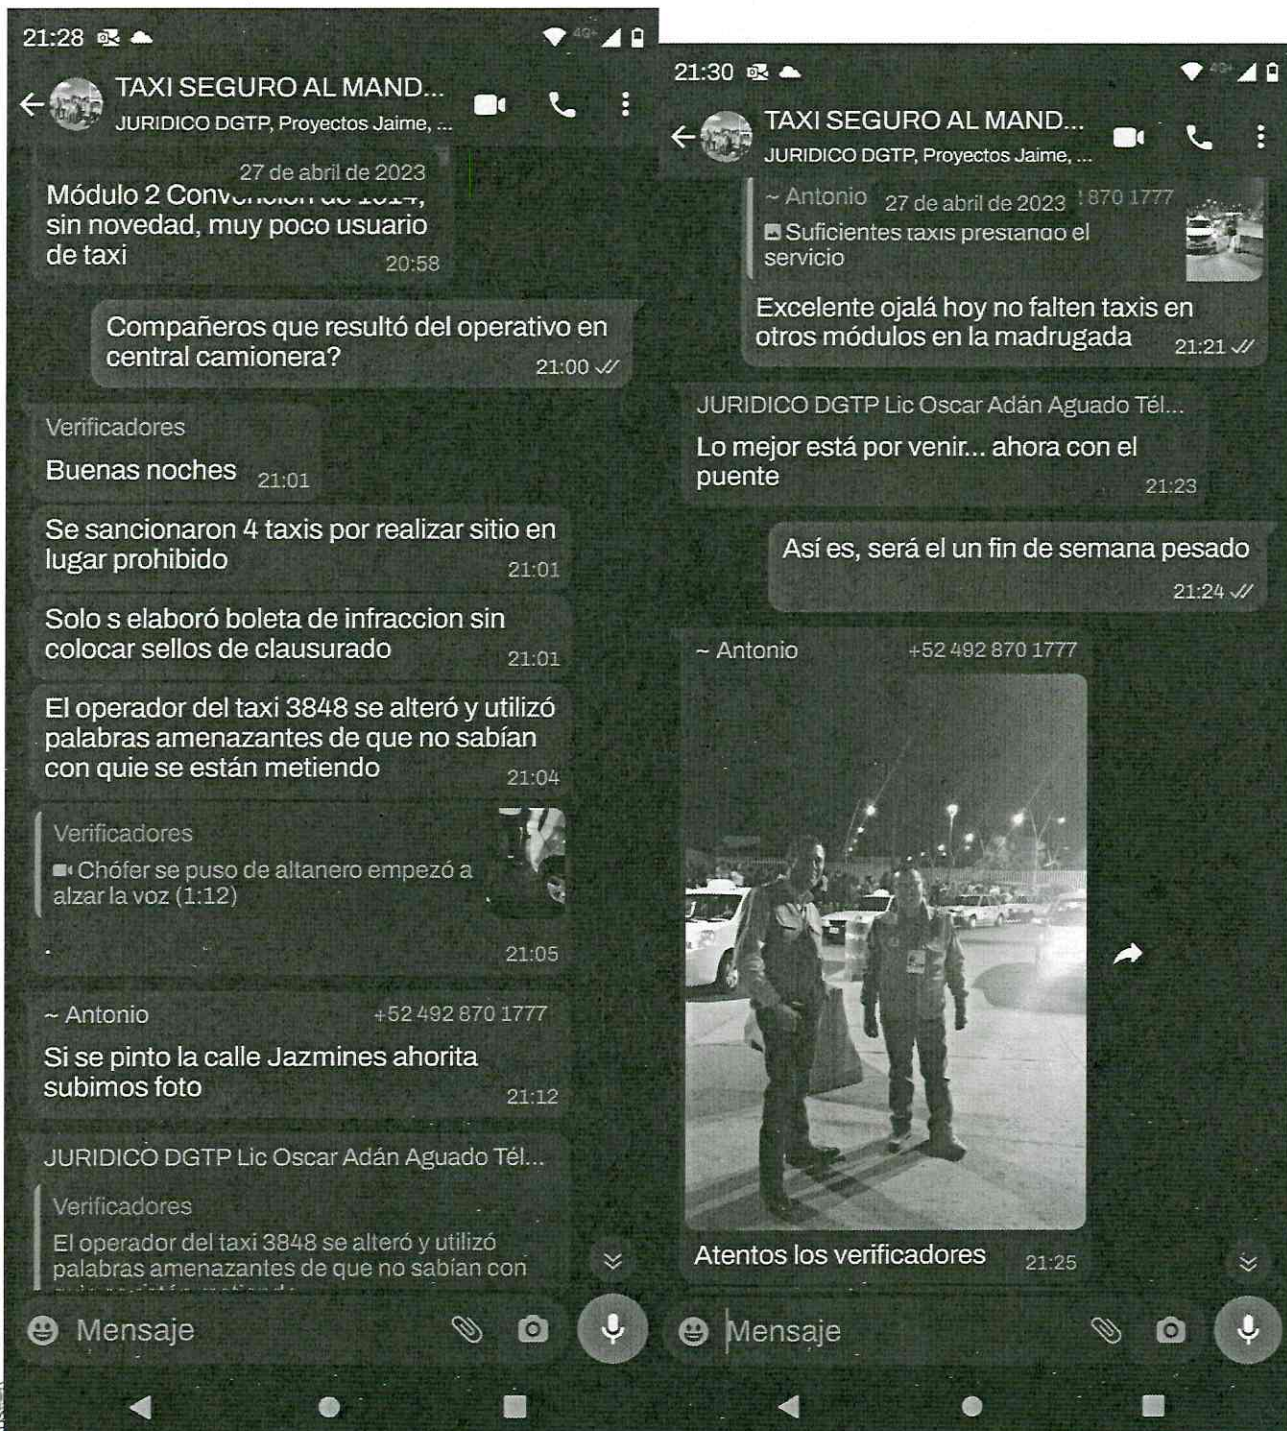 21:28
TAXI SEGURO AL MAND...
JURIDICO DGTP, Proyectos Jaime, ...
27 de abril de 2023
Módulo 2 Convención de 1914,
sin novedad, muy poco usuario
de taxi
20:58
Compañeros que resultó del operativo en
central camionera?
21:00
Verificadores
Buenas noches 21:01
Se sancionaron 4 taxis por realizar sitio en
lugar prohibido
21:01
Solo s elaboró boleta de infraccion sin
colocar sellos de clausurado
21:01
El operador del taxi 3848 se alteró y utilizó
palabras amenazantes de que no sabían
con quie se están metiendo
21:04
Verificadores
Chófer se puso de altanero empezó a
alzar la voz (1:12)
.
21:05
~ Antonio +52 492 870 1777
Si se pinto la calle Jazmines ahorita
subimos foto
21:12
JURIDICO DGTP Lic Oscar Adán Aguado Tél...
Verificadores
El operador del taxi 3848 se alteró y utilizó
palabras amenazantes de que no sabían con
Mensaje
21:30 4G+
TAXI SEGURO AL MAND...
JURIDICO DGTP, Proyectos Jaime, ...
~ Antonio 870 1777
27 de abril de 2023
Suficientes taxis prestando el
servicio
Excelente ojalá hoy no falten taxis en
otros módulos en la madrugada
21:21
JURIDICO DGTP Lic Oscar Adán Aguado Tél...
Lo mejor está por venir... ahora con el
puente
21:23
Así es, será el un fin de semana pesado
21:24
~ Antonio +52 492 870 1777
Atentos los verificadores 21:25
Mensaje